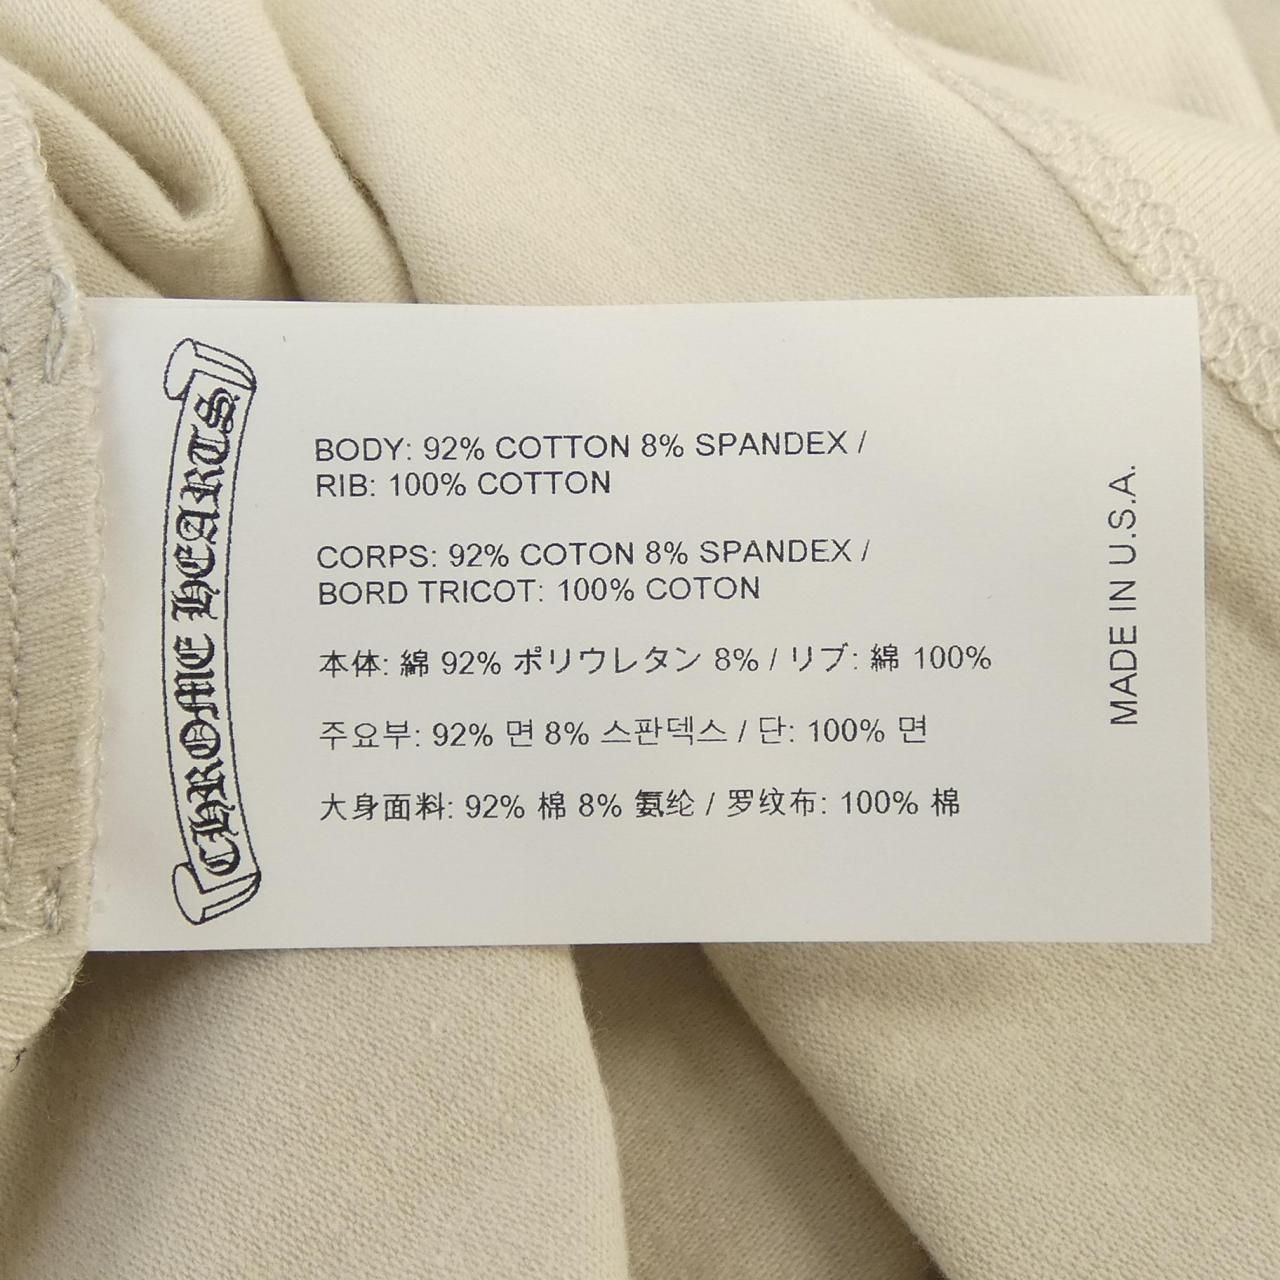 CHROME HEARTS
BODY: 92% COTTON 8% SPANDEX /
RIB: 100% COTTON
CORPS: 92% COTON 8% SPANDEX /
BORD TRICOT: 100% COTON
本体: 綿 92% ポリウレタン 8% / リブ: 綿 100%
주요부: 92% 면 8% 스판덱스 / 단: 100% 면
大身面料: 92% 棉 8% 氨纶 / 罗纹布: 100% 棉
MADE IN U.S.A.